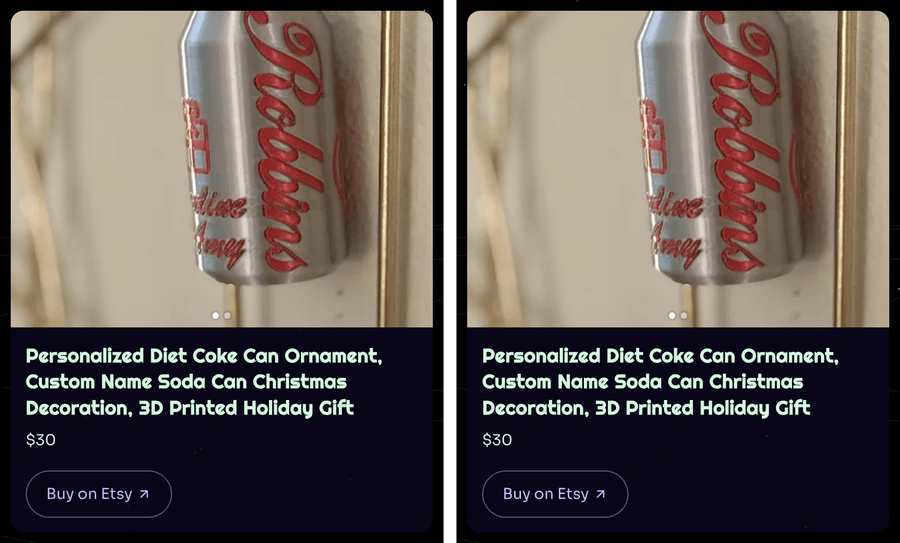 Robbins
Personalized Diet Coke Can Ornament,
Custom Name Soda Can Christmas
Decoration, 3D Printed Holiday Gift
$30
Buy on Etsy ↗
Robbins
Personalized Diet Coke Can Ornament,
Custom Name Soda Can Christmas
Decoration, 3D Printed Holiday Gift
$30
Buy on Etsy ↗